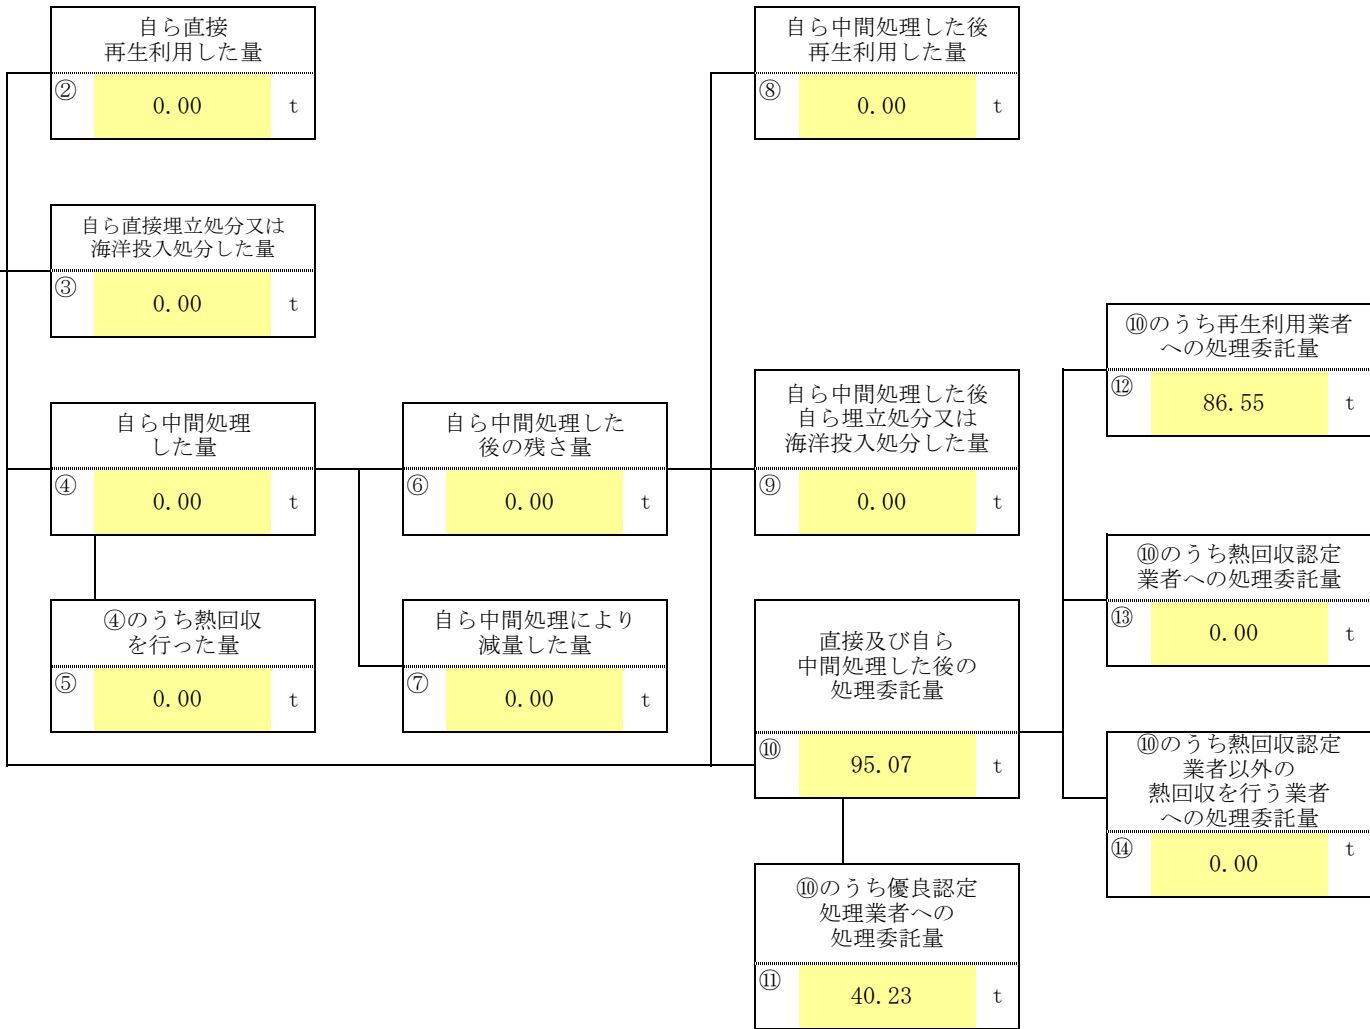 自ら直接
再生利用した量
② 0.00 t
自ら中間処理した後
再生利用した量
⑧ 0.00 t
自ら直接埋立処分又は
海洋投入処分した量
③ 0.00 t
⑩のうち再生利用業者
への処理委託量
⑫ 86.55 t
自ら中間処理
した量
④ 0.00 t
自ら中間処理した
後の残さ量
⑥ 0.00 t
自ら中間処理した後
自ら埋立処分又は
海洋投入処分した量
⑨ 0.00 t
⑩のうち熱回収認定
業者への処理委託量
⑬ 0.00 t
④のうち熱回収
を行った量
⑤ 0.00 t
自ら中間処理により
減量した量
⑦ 0.00 t
直接及び自ら
中間処理した後の
処理委託量
⑩ 95.07 t
⑩のうち熱回収認定
業者以外の
熱回収を行う業者
への処理委託量
⑭ 0.00 t
⑩のうち優良認定
処理業者への
処理委託量
⑪ 40.23 t